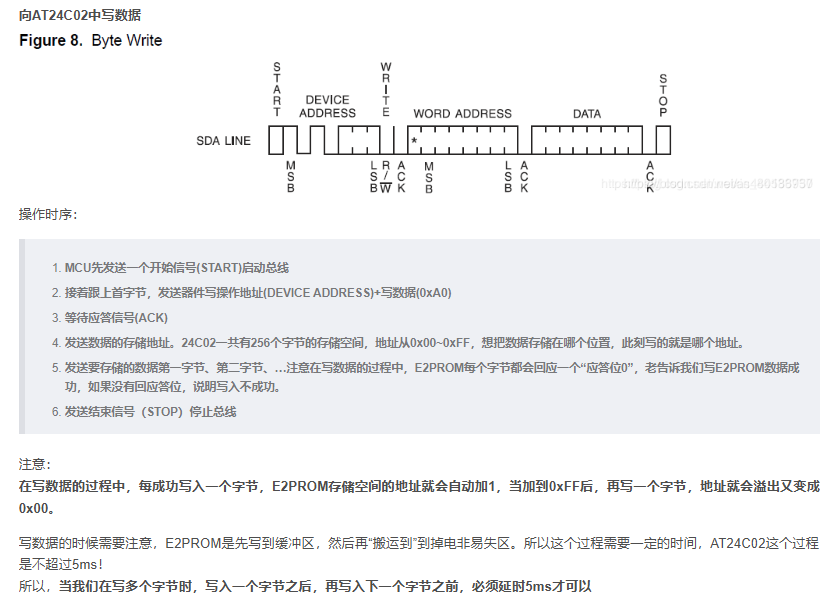 向AT24C02中写数据
Figure 8. Byte Write
START
DEVICE ADDRESS
WRITE
WORD ADDRESS
DATA
STOP
SDA LINE
*
MSB
LSB
R/W
ACK
MSB
LSB
ACK
ACK
操作时序：
1. MCU先发送一个开始信号(START)启动总线
2. 接着跟上首字节，发送器件写操作地址(DEVICE ADDRESS)+写数据(0xA0)
3. 等待应答信号(ACK)
4. 发送数据的存储地址。24C02一共有256个字节的存储空间，地址从0x00~0xFF，想把数据存储在哪个位置，此刻写的就是哪个地址。
5. 发送要存储的数据第一字节、第二字节、…注意在写数据的过程中，E2PROM每个字节都会回应一个“应答位0”，老告诉我们写E2PROM数据成
功，如果没有回应答位，说明写入不成功。
6. 发送结束信号（STOP）停止总线
注意：
在写数据的过程中，每成功写入一个字节，E2PROM存储空间的地址就会自动加1，当加到0xFF后，再写一个字节，地址就会溢出又变成
0x00。
写数据的时候需要注意，E2PROM是先写到缓冲区，然后再“搬运到”到掉电非易失区。所以这个过程需要一定的时间，AT24C02这个过程
是不超过5ms！
所以，当我们在写多个字节时，写入一个字节之后，再写入下一个字节之前，必须延时5ms才可以